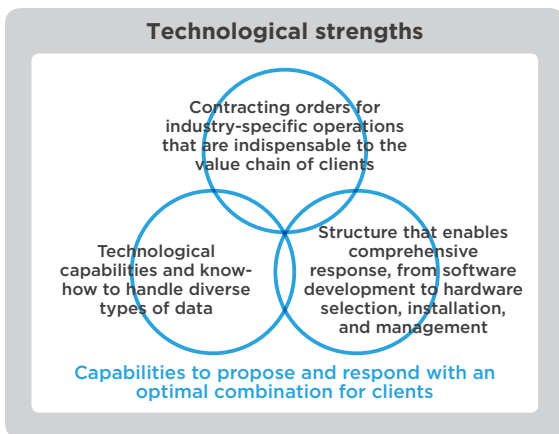 Technological strengths
Contracting orders for
industry-specific operations
that are indispensable to the
value chain of clients
Technological
capabilities and know-
how to handle diverse
types of data
Structure that enables
comprehensive
response, from software
development to hardware
selection, installation,
and management
Capabilities to propose and respond with an
optimal combination for clients